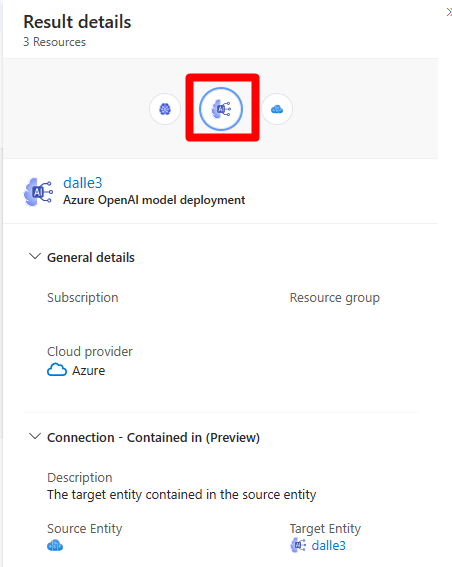 Result details
3 Resources
AI
AI dalle3
Azure OpenAI model deployment
General details
Subscription Resource group
Cloud provider
Azure
Connection - Contained in (Preview)
Description
The target entity contained in the source entity
Source Entity Target Entity
dalle3